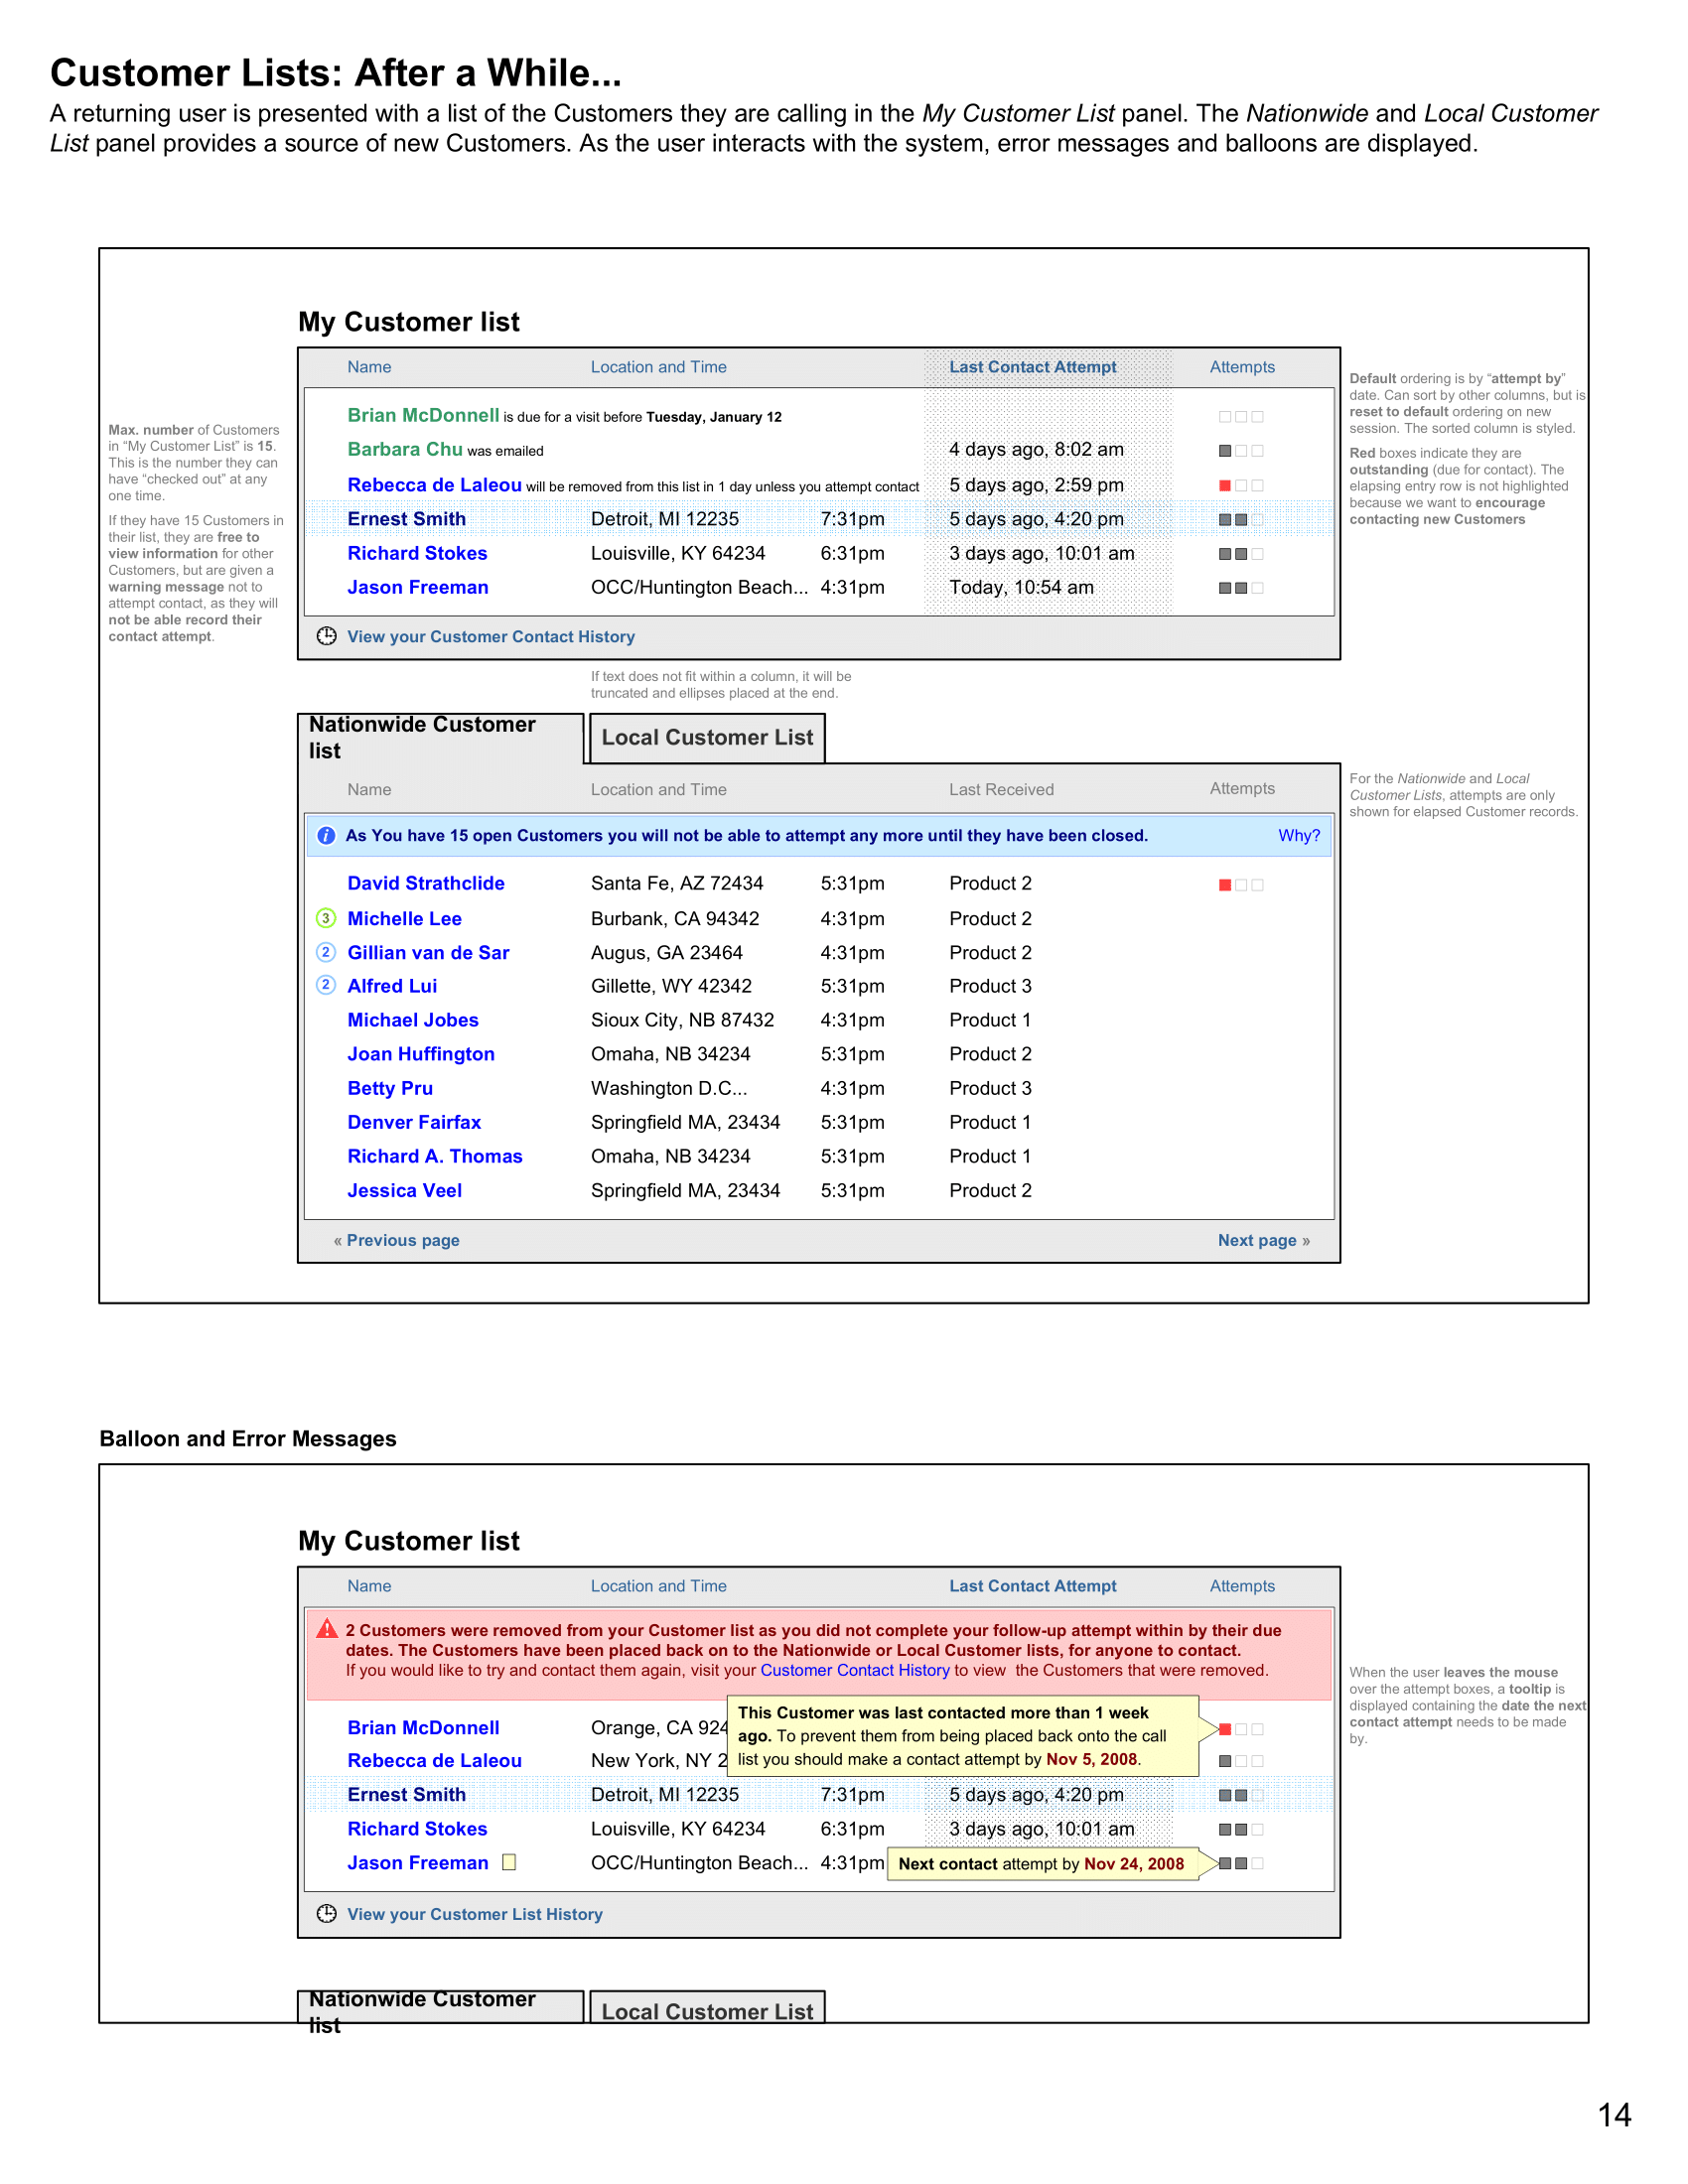 Customer Lists: After a While...
A returning user is presented with a list of the Customers they are calling in the My Customer List panel. The Nationwide and Local Customer
List panel provides a source of new Customers. As the user interacts with the system, error messages and balloons are displayed.
My Customer list
Name Location and Time Last Contact Attempt Attempts
Brian McDonnell is due for a visit before Tuesday, January 12
Barbara Chu was emailed 4 days ago, 8:02 am
Rebecca de Laleou will be removed from this list in 1 day unless you attempt contact 5 days ago, 2:59 pm
Ernest Smith Detroit, MI 12235 7:31pm 5 days ago, 4:20 pm
Richard Stokes Louisville, KY 64234 6:31pm 3 days ago, 10:01 am
Jason Freeman OCC/Huntington Beach... 4:31pm Today, 10:54 am
View your Customer Contact History
Max. number of Customers
in “My Customer List” is 15.
This is the number they can
have “checked out” at any
one time.
If they have 15 Customers in
their list, they are free to
view information for other
Customers, but are given a
warning message not to
attempt contact, as they will
not be able record their
contact attempt.
Default ordering is by “attempt by”
date. Can sort by other columns, but is
reset to default ordering on new
session. The sorted column is styled.
Red boxes indicate they are
outstanding (due for contact). The
elapsing entry row is not highlighted
because we want to encourage
contacting new Customers
If text does not fit within a column, it will be
truncated and ellipses placed at the end.
Nationwide Customer
list
Local Customer List
Name Location and Time Last Received Attempts
i As You have 15 open Customers you will not be able to attempt any more until they have been closed. Why?
David Strathclide Santa Fe, AZ 72434 5:31pm Product 2
3 Michelle Lee Burbank, CA 94342 4:31pm Product 2
2 Gillian van de Sar Augus, GA 23464 4:31pm Product 2
2 Alfred Lui Gillette, WY 42342 5:31pm Product 3
Michael Jobes Sioux City, NB 87432 4:31pm Product 1
Joan Huffington Omaha, NB 34234 5:31pm Product 2
Betty Pru Washington D.C... 4:31pm Product 3
Denver Fairfax Springfield MA, 23434 5:31pm Product 1
Richard A. Thomas Omaha, NB 34234 5:31pm Product 1
Jessica Veel Springfield MA, 23434 5:31pm Product 2
« Previous page Next page »
For the Nationwide and Local
Customer Lists, attempts are only
shown for elapsed Customer records.
Balloon and Error Messages
My Customer list
Name Location and Time Last Contact Attempt Attempts
2 Customers were removed from your Customer list as you did not complete your follow-up attempt within by their due
dates. The Customers have been placed back on to the Nationwide or Local Customer lists, for anyone to contact.
If you would like to try and contact them again, visit your Customer Contact History to view the Customers that were removed.
Brian McDonnell Orange, CA 924
Rebecca de Laleou New York, NY 2
This Customer was last contacted more than 1 week
ago. To prevent them from being placed back onto the call
list you should make a contact attempt by Nov 5, 2008.
Ernest Smith Detroit, MI 12235 7:31pm 5 days ago, 4:20 pm
Richard Stokes Louisville, KY 64234 6:31pm 3 days ago, 10:01 am
Jason Freeman OCC/Huntington Beach... 4:31pm
Next contact attempt by Nov 24, 2008
View your Customer List History
When the user leaves the mouse
over the attempt boxes, a tooltip is
displayed containing the date the next
contact attempt needs to be made
by.
Nationwide Customer
list
Local Customer List
14